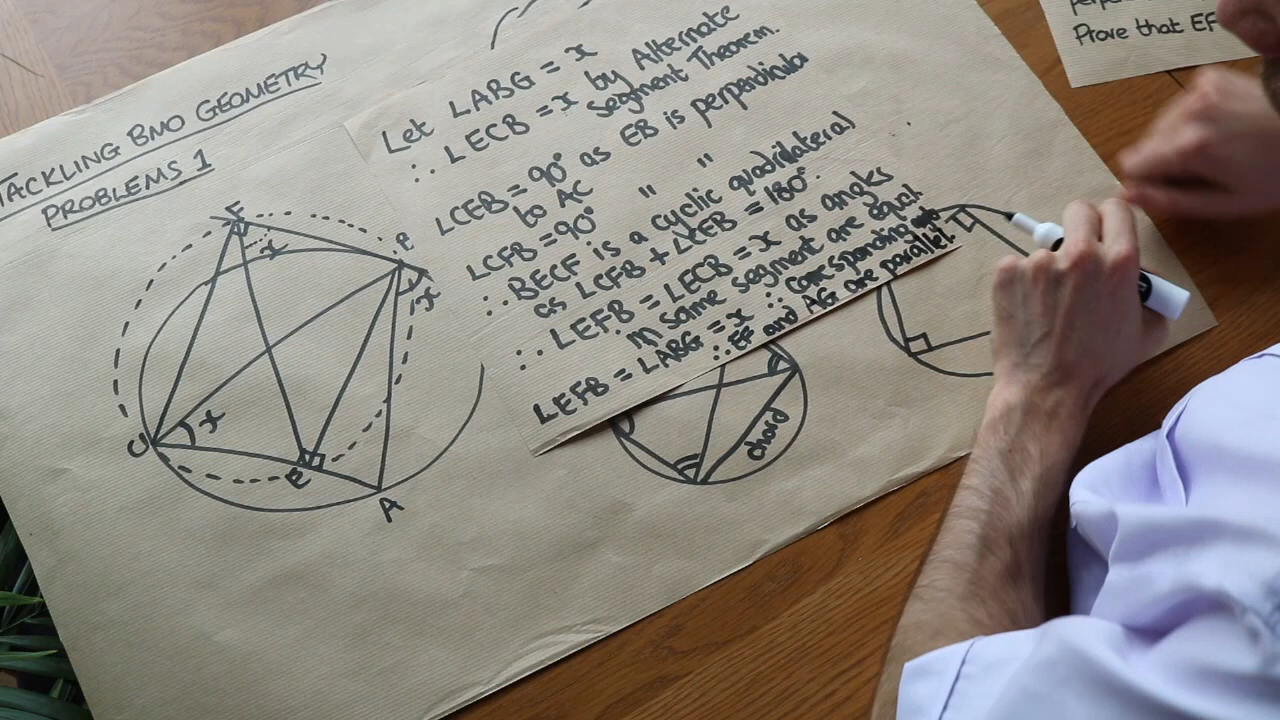 TACKLING BMO GEOMETRY
PROBLEMS 1
Let ∠ABG = x
∴ ∠ECB = x by Alternate
Segment Theorem.
∠CEB = 90° as EB is perpendicular
to AC
∠CFB = 90° " "
∴ BECF is a cyclic quadrilateral
as ∠CFB + ∠CEB = 180°.
∴ ∠EFB = ∠ECB = x as angles
in same segment are equal.
∠EFB = ∠ABG = x ∴ corresponding
∴ EF and AG are parallel.
Prove that EF
F
x
x
C
x
E
A
chord